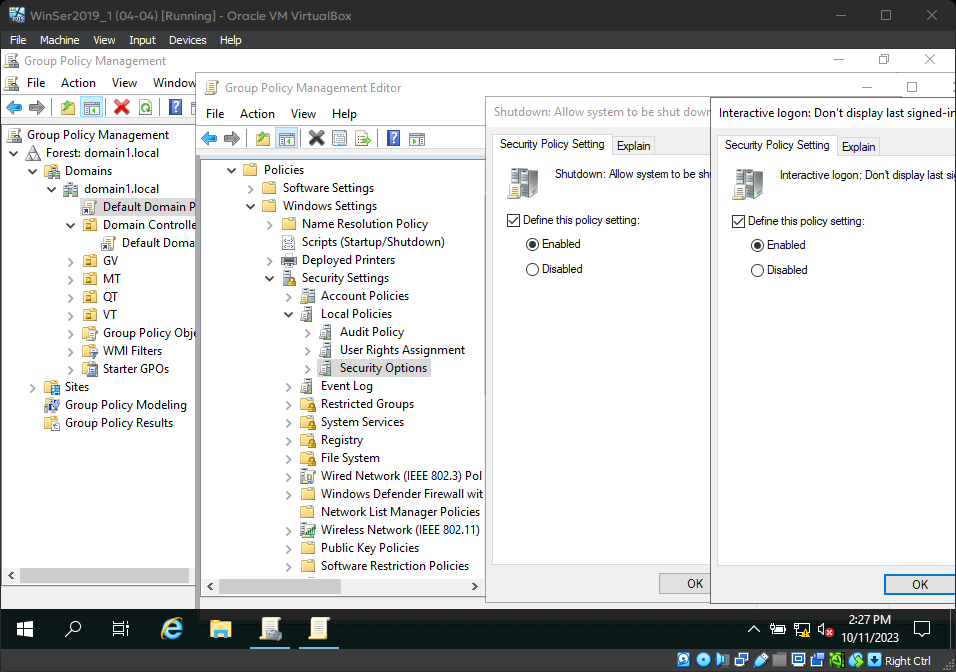 WinSer2019_1 (04-04) [Running] - Oracle VM VirtualBox
File Machine View Input Devices Help
Group Policy Management
File Action View Window
Group Policy Management
Forest: domain1.local
Domains
domain1.local
Default Domain P
Domain Controlle
Default Doma
GV
MT
QT
VT
Group Policy Obje
WMI Filters
Starter GPOs
Sites
Group Policy Modeling
Group Policy Results
Group Policy Management Editor
File Action View Help
Policies
Software Settings
Windows Settings
Name Resolution Policy
Scripts (Startup/Shutdown)
Deployed Printers
Security Settings
Account Policies
Local Policies
Audit Policy
User Rights Assignment
Security Options
Event Log
Restricted Groups
System Services
Registry
File System
Wired Network (IEEE 802.3) Pol
Windows Defender Firewall wit
Network List Manager Policies
Wireless Network (IEEE 802.11)
Public Key Policies
Software Restriction Policies
Shutdown: Allow system to be shut down
Security Policy Setting Explain
Shutdown: Allow system to be sh
Define this policy setting:
Enabled
Disabled
OK
Interactive logon: Don't display last signed-in
Security Policy Setting Explain
Interactive logon: Don't display last sig
Define this policy setting:
Enabled
Disabled
OK
2:27 PM
10/11/2023
Right Ctrl